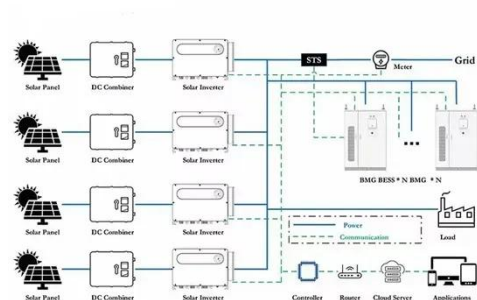 STS
Meter
Grid
Solar Panel
DC Combiner
Solar Inverter
Solar Panel
DC Combiner
Solar Inverter
BMG BESS * N BMG * N
Solar Panel
DC Combiner
Solar Inverter
Power
Communication
Load
Solar Panel
DC Combiner
Solar Inverter
Controller
Router
Cloud Server
Applications